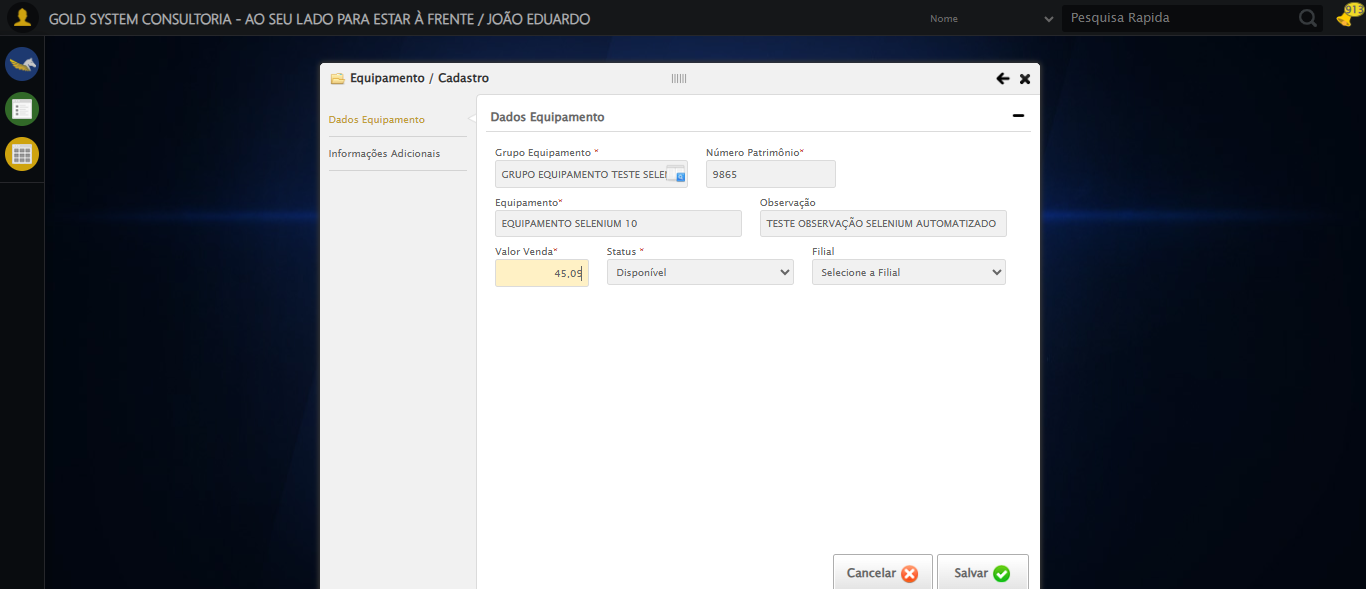 GOLD SYSTEM CONSULTORIA - AO SEU LADO PARA ESTAR À FRENTE / JOÃO EDUARDO
Nome
Pesquisa Rapida
913
Equipamento / Cadastro
Dados Equipamento
Informações Adicionais
Dados Equipamento
Grupo Equipamento * Número Patrimônio*
GRUPO EQUIPAMENTO TESTE SELE 9865
Equipamento* Observação
EQUIPAMENTO SELENIUM 10 TESTE OBSERVAÇÃO SELENIUM AUTOMATIZADO
Valor Venda* Status * Filial
45,09 Disponível Selecione a Filial
Cancelar Salvar